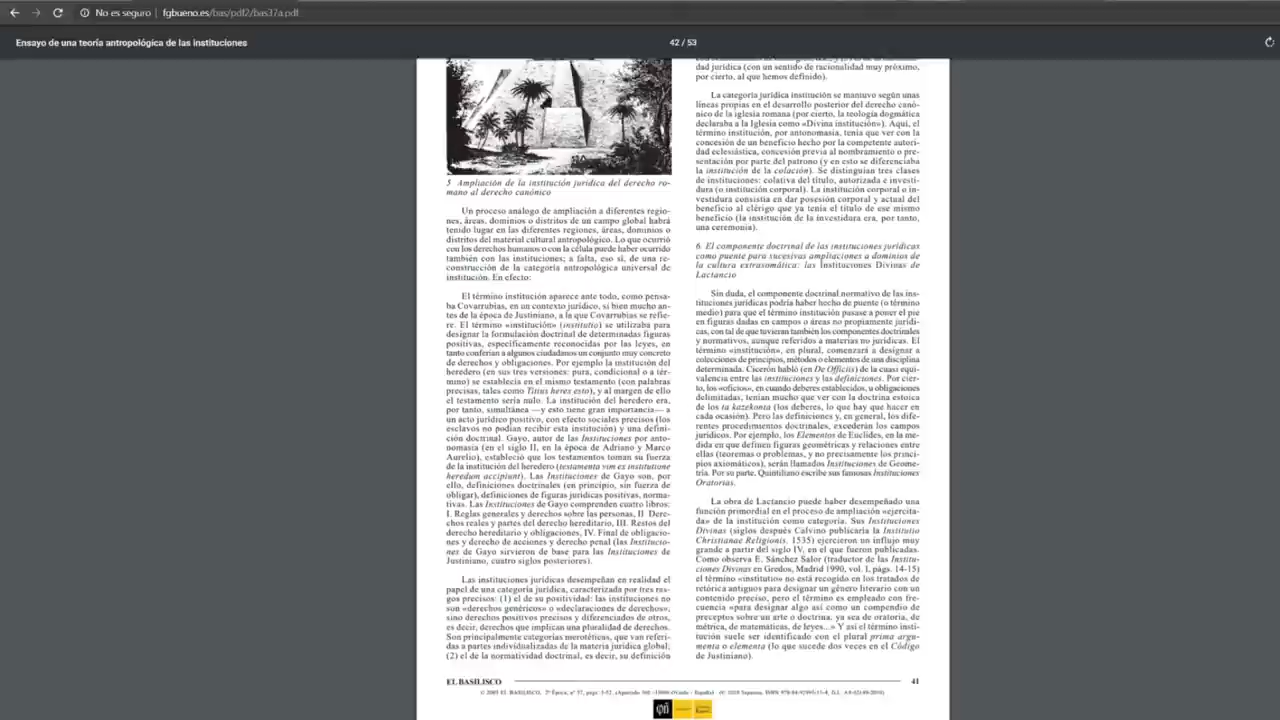 No es seguro | fgbueno.es/bas/pdf2/bas37a.pdf
Ensayo de una teoría antropológica de las instituciones
42 / 53
5 Ampliación de la institución jurídica del derecho ro-
mano al derecho canónico
Un proceso análogo de ampliación a diferentes regio-
nes, áreas, dominios o distritos de un campo global habrá
tenido lugar en las diferentes regiones, áreas, dominios o
distritos del material cultural antropológico. Lo que ocurrió
con los derechos humanos o con la célula puede haber ocurrido
también con las instituciones; a falta, eso sí, de una re-
construcción de la categoría antropológica universal de
institución. En efecto:
El término institución aparece ante todo, como pensa-
ba Covarrubias, en un contexto jurídico, si bien mucho an-
tes de la época de Justiniano, a la que Covarrubias se refie-
re. El término «institución» (institutio) se utilizaba para
designar la formulación doctrinal de determinadas figuras
positivas, específicamente reconocidas por las leyes, en
tanto conferían a algunos ciudadanos un conjunto muy concreto
de derechos y obligaciones. Por ejemplo la institución del
heredero (en sus tres versiones: pura, condicional o a tér-
mino) se establecía en el mismo testamento (con palabras
precisas, tales como Titius heres esto), y al margen de ello
el testamento sería nulo. La institución del heredero era,
por tanto, simultánea —y esto tiene gran importancia— a
un acto jurídico positivo, con efecto sociales precisos (los
esclavos no podían recibir esta institución) y una defini-
ción doctrinal. Gayo, autor de las Instituciones por anto-
nomasia (en el siglo II, en la época de Adriano y Marco
Aurelio), estableció que los testamentos toman su fuerza
de la institución del heredero (testamenta vim ex institutione
heredum accipiunt). Las Instituciones de Gayo son, por
ello, definiciones doctrinales (en principio, sin fuerza de
obligar), definiciones de figuras jurídicas positivas, norma-
tivas. Las Instituciones de Gayo comprenden cuatro libros:
I. Reglas generales y derechos sobre las personas, II Dere-
chos reales y partes del derecho hereditario, III. Restos del
derecho hereditario y obligaciones, IV. Final de obligacio-
nes y derecho de acciones y derecho penal (las Institucio-
nes de Gayo sirvieron de base para las Instituciones de
Justiniano, cuatro siglos posteriores).
Las instituciones jurídicas desempeñan en realidad el
papel de una categoría jurídica, caracterizada por tres ras-
gos precisos: (1) el de su positividad: las instituciones no
son «derechos genéricos» o «declaraciones de derechos»,
sino derechos positivos precisos y diferenciados de otros,
es decir, derechos que implican una pluralidad de derechos.
Son principalmente categorías meroréticas, que van referi-
das a partes individualizadas de la materia jurídica global;
(2) el de la normatividad doctrinal, es decir, su definición
dad jurídica (con un sentido de racionalidad muy próximo,
por cierto, al que hemos definido).
La categoría jurídica institución se mantuvo según unas
líneas propias en el desarrollo posterior del derecho canó-
nico de la iglesia romana (por cierto, la teología dogmática
declaraba a la Iglesia como «Divina institución»). Aquí, el
término institución, por antonomasia, tenía que ver con la
concesión de un beneficio hecho por la competente autori-
dad eclesiástica, concesión previa al nombramiento o pre-
sentación por parte del patrono (y en esto se diferenciaba
la institución de la colación). Se distinguían tres clases
de instituciones: colativa del título, autorizada e investi-
dura (o institución corporal). La institución corporal o in-
vestidura consistía en dar posesión corporal y actual del
beneficio al clérigo que ya tenía el título de ese mismo
beneficio (la institución de la investidura era, por tanto,
una ceremonia).
6. El componente doctrinal de las instituciones jurídicas
como puente para sucesivas ampliaciones a dominios de
la cultura extrasomática: las Instituciones Divinas de
Lactancio
Sin duda, el componente doctrinal normativo de las ins-
tituciones jurídicas podría haber hecho de puente (o término
medio) para que el término institución pasase a poner el pie
en figuras dadas en campos o áreas no propiamente jurídi-
cas, con tal de que tuvieran también los componentes doctrinales
y normativos, aunque referidos a materias no jurídicas. El
término «institución», en plural, comenzará a designar a
colecciones de principios, métodos o elementos de una disciplina
determinada. Cicerón habló (en De Officiis) de la cuasi equi-
valencia entre las instituciones y las definiciones. Por cier-
to, los «oficios», en cuando deberes establecidos, u obligaciones
delimitadas, tenían mucho que ver con la doctrina estoica
de los ta kazekonta (los deberes, lo que hay que hacer en
cada ocasión). Pero las definiciones y, en general, los dife-
rentes procedimientos doctrinales, excederán los campos
jurídicos. Por ejemplo, los Elementos de Euclides, en la me-
dida en que definen figuras geométricas y relaciones entre
ellas (teoremas o problemas, y no precisamente los princi-
pios axiomáticos), serán llamados Instituciones de Geome-
tría. Por su parte, Quintiliano escribe sus famosas Instituciones
Oratorias.
La obra de Lactancio puede haber desempeñado una
función primordial en el proceso de ampliación «ejercita-
da» de la institución como categoría. Sus Instituciones
Divinas (siglos después Calvino publicaría la Institutio
Christianae Religionis, 1535) ejercieron un influjo muy
grande a partir del siglo IV, en el que fueron publicadas.
Como observa E. Sánchez Salor (traductor de las Institu-
ciones Divinas en Gredos, Madrid 1990, vol. I, págs. 14-15)
el término «institutio» no está recogido en los tratados de
retórica antiguos para designar un género literario con un
contenido preciso, pero el término es empleado con fre-
cuencia «para designar algo así como un compendio de
preceptos sobre un arte o doctrina, ya sea de oratoria, de
métrica, de matemáticas, de leyes...» Y así el término insti-
tución suele ser identificado con el plural prima argu-
menta o elementa (lo que sucede dos veces en el Código
de Justiniano).
EL BASILISCO
41